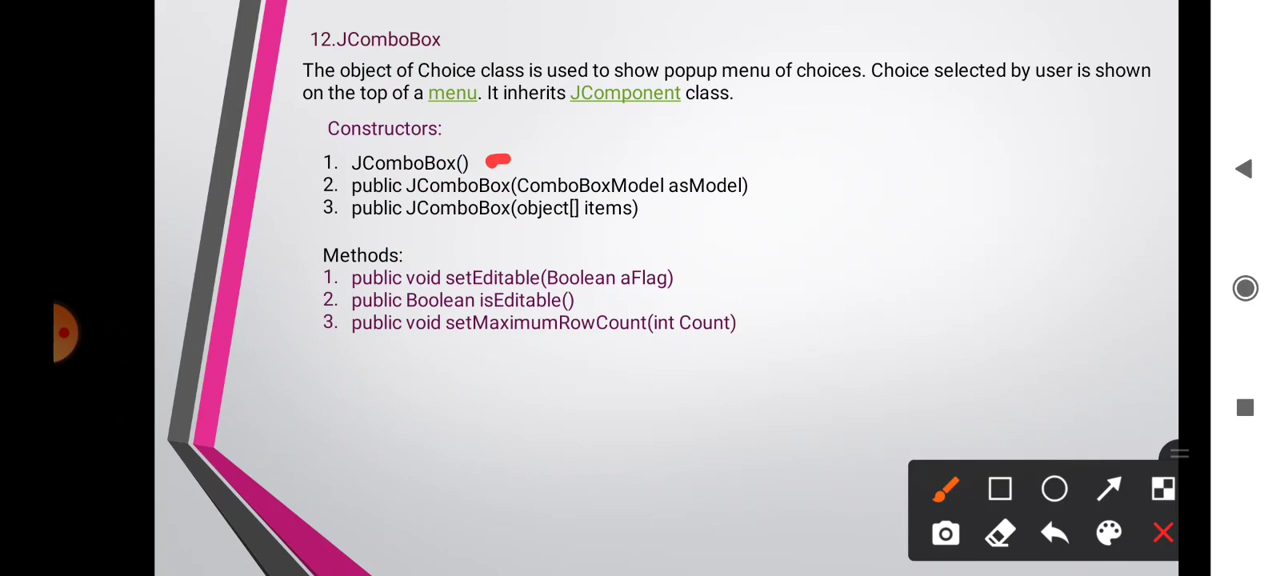 12.JComboBox
The object of Choice class is used to show popup menu of choices. Choice selected by user is shown
on the top of a menu. It inherits JComponent class.
Constructors:
1. JComboBox()
2. public JComboBox(ComboBoxModel asModel)
3. public JComboBox(object[] items)
Methods:
1. public void setEditable(Boolean aFlag)
2. public Boolean isEditable()
3. public void setMaximumRowCount(int Count)